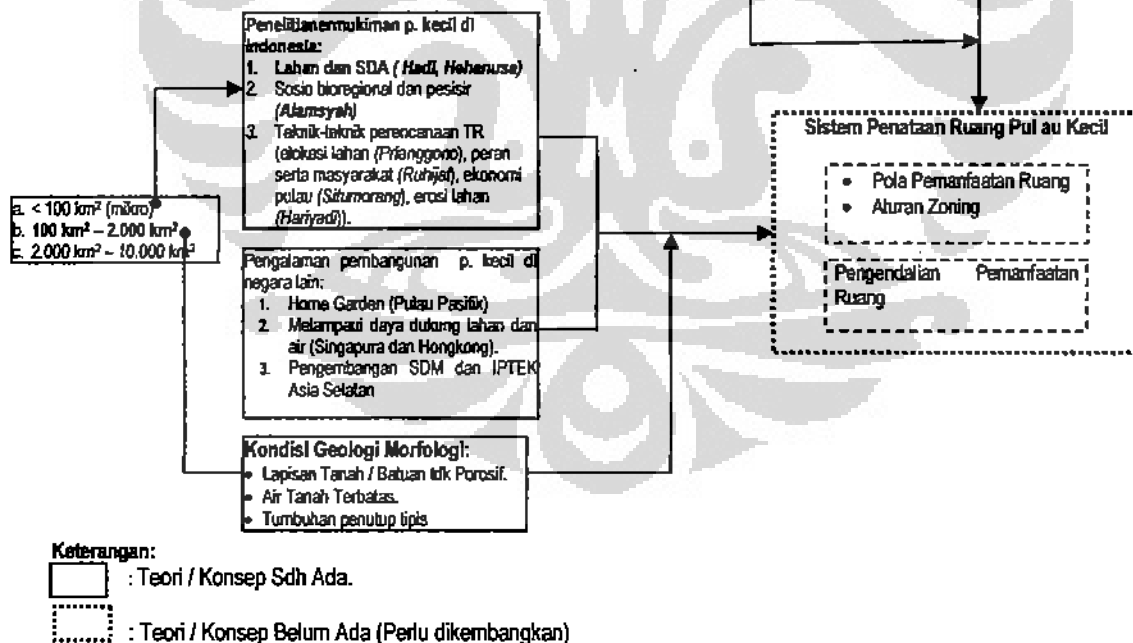 Penelitianermukiman p. kecil di
Indonesia:
1. Lahan dan SDA (Hadi, Hehanusa)
2. Sosio bioregional dan pesisir
(Alamsyah)
3. Teknik-teknik perencanaan TR
(alokasi lahan (Prianggono), peran
serta masyarakat (Ruhijat), ekonomi
pulau (Situmorang), erosi lahan
(Hariyadi)).
a. < 100 km² (mikro)
b. 100 km² – 2.000 km²
c. 2.000 km² – 10.000 km²
Pengalaman pembangunan p. kecil di
negara lain:
1. Home Garden (Pulau Pasifix)
2. Melampaui daya dukung lahan dan
air (Singapura dan Hongkong).
3. Pengembangan SDM dan IPTEK
Asia Selatan
Kondisi Geologi Morfologi:
• Lapisan Tanah / Batuan tdk Porosif.
• Air Tanah Terbatas.
• Tumbuhan penutup tipis
Sistem Penataan Ruang Pul au Kecil
• Pola Pemanfaatan Ruang
• Aturan Zoning
Pengendalian Pemanfaatan
Ruang
Keterangan:
: Teori / Konsep Sdh Ada.
: Teori / Konsep Belum Ada (Perlu dikembangkan)